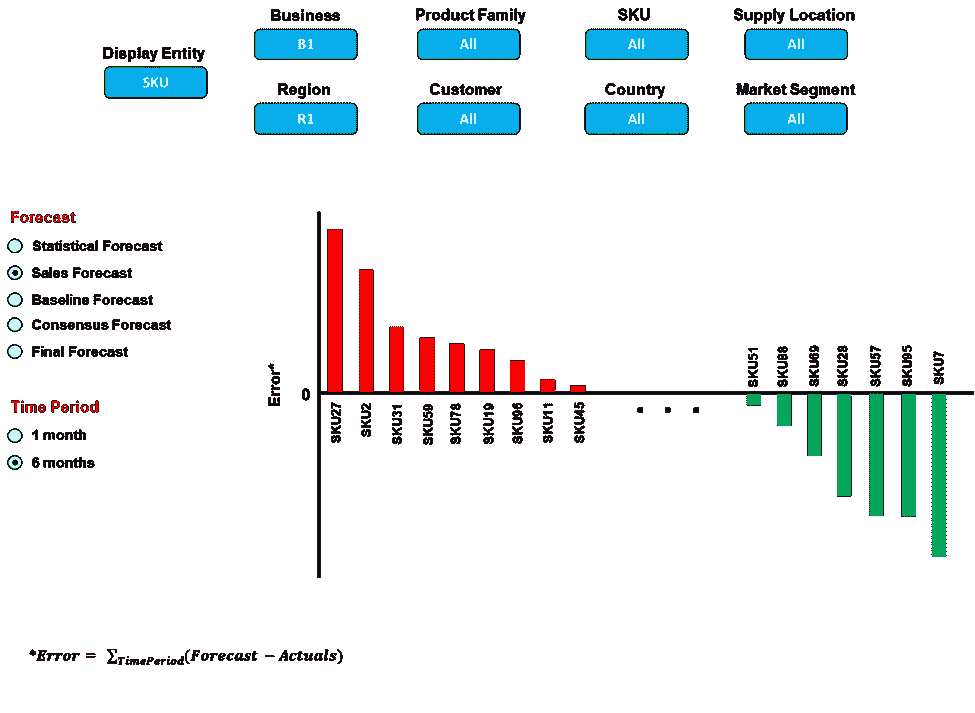 Business Product Family SKU Supply Location
B1 All All All
Display Entity
SKU
Region Customer Country Market Segment
R1 All All All
Forecast
Statistical Forecast
Sales Forecast
Baseline Forecast
Consensus Forecast
Final Forecast
Time Period
1 month
6 months
Error*
0
SKU27 SKU2 SKU31 SKU59 SKU78 SKU19 SKU96 SKU11 SKU45
. . .
SKU51 SKU88 SKU69 SKU28 SKU57 SKU95 SKU7
*Error = ∑TimePeriod(Forecast − Actuals)